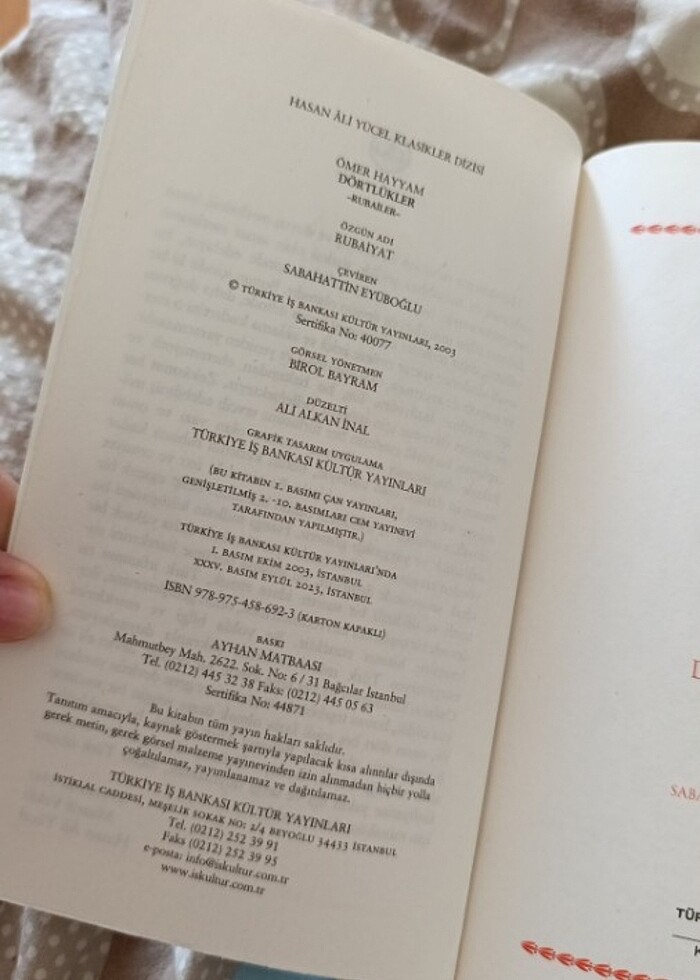 HASAN ÂLİ YÜCEL KLASİKLER DİZİSİ
ÖMER HAYYAM
DÖRTLÜKLER
-RUBAİLER-
ÖZGÜN ADI
RUBAİYAT
ÇEVİREN
SABAHATTİN EYÜBOĞLU
© TÜRKİYE İŞ BANKASI KÜLTÜR YAYINLARI, 2003
Sertifika No: 40077
GÖRSEL YÖNETMEN
BİROL BAYRAM
DÜZELTİ
ALİ ALKAN İNAL
GRAFİK TASARIM UYGULAMA
TÜRKİYE İŞ BANKASI KÜLTÜR YAYINLARI
(BU KİTABIN 1. BASIMI ÇAN YAYINLARI,
GENİŞLETİLMİŞ 2. -10. BASIMLARI CEM YAYINEVİ
TARAFINDAN YAPILMIŞTIR.)
TÜRKİYE İŞ BANKASI KÜLTÜR YAYINLARI'NDA
I. BASIM EKİM 2003, İSTANBUL
XXXV. BASIM EYLÜL 2023, İSTANBUL
ISBN 978-975-458-692-3 (KARTON KAPAKLI)
BASKI
AYHAN MATBAASI
Mahmutbey Mah. 2622. Sok. No: 6 / 31 Bağcılar İstanbul
Tel. (0212) 445 32 38 Faks: (0212) 445 05 63
Sertifika No: 44871
Bu kitabın tüm yayın hakları saklıdır.
Tanıtım amacıyla, kaynak göstermek şartıyla yapılacak kısa alıntılar dışında
gerek metin, gerek görsel malzeme yayınevinden izin alınmadan hiçbir yolla
çoğaltılamaz, yayımlanamaz ve dağıtılamaz.
TÜRKİYE İŞ BANKASI KÜLTÜR YAYINLARI
İSTİKLAL CADDESİ, MEŞELİK SOKAK NO: 2/4 BEYOĞLU 34433 İSTANBUL
Tel. (0212) 252 39 91
Faks (0212) 252 39 95
e-posta: info@iskultur.com.tr
www.iskultur.com.tr
D
SABA
TÜR
K